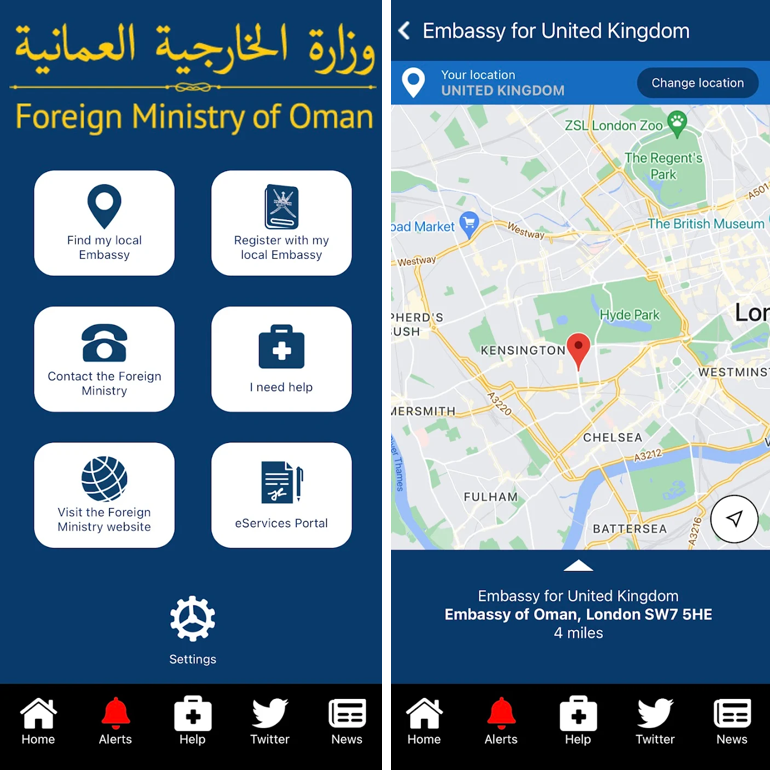 وزارة الخارجية العمانية
Foreign Ministry of Oman
Find my local
Embassy
Register with my
local Embassy
Contact the Foreign
Ministry
I need help
Visit the Foreign
Ministry website
eServices Portal
Settings
Home
Alerts
Help
Twitter
News
Embassy for United Kingdom
Your location
UNITED KINGDOM
Change location
ZSL London Zoo
The Regent's
Park
A501
oad Market
The British Museum
Westway
Westway
PHERD'S
USH
Hyde Park
Lon
KENSINGTON
WESTMINS
MERSMITH
A3220
CHELSEA
A3212
er Thames
FULHAM
A3216
BATTERSEA
Embassy for United Kingdom
Embassy of Oman, London SW7 5HE
4 miles
Home
Alerts
Help
Twitter
News